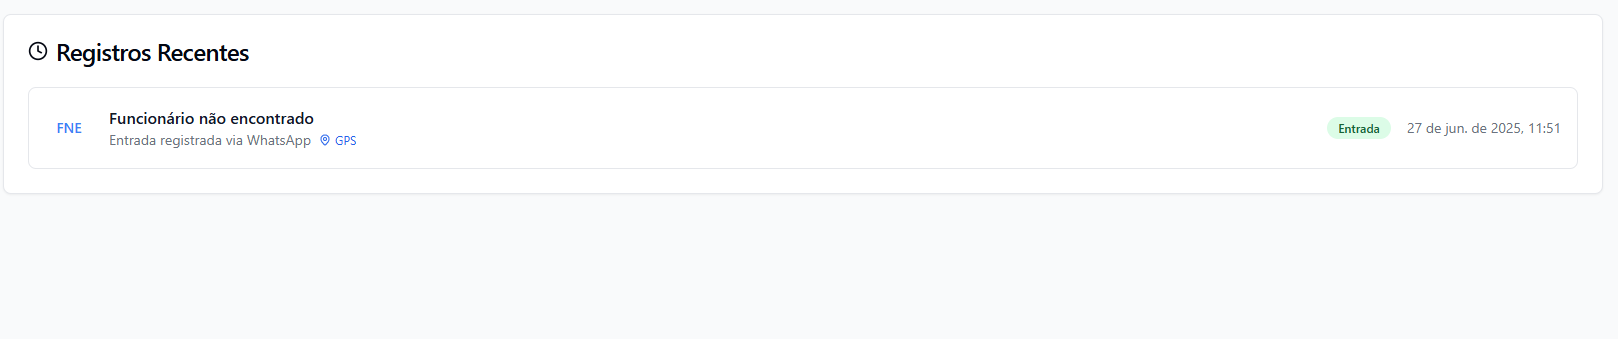 Registros Recentes
FNE
Funcionário não encontrado
Entrada registrada via WhatsApp GPS
Entrada
27 de jun. de 2025, 11:51